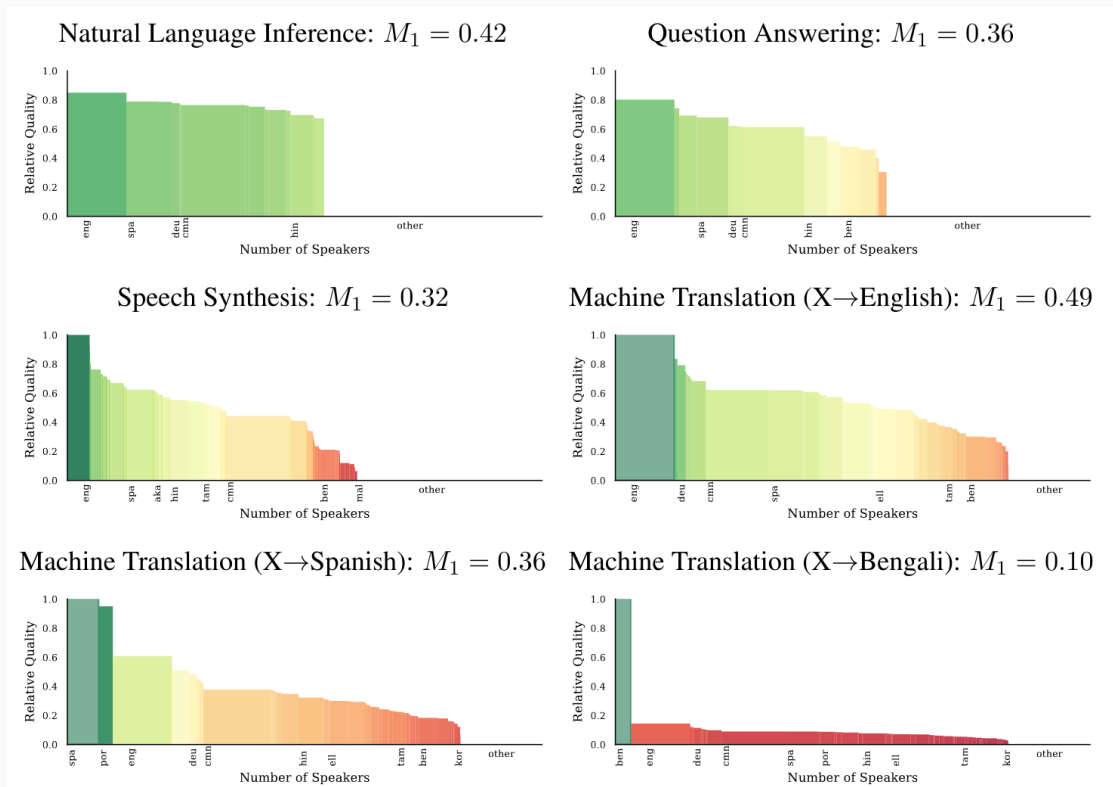 Natural Language Inference: M₁ = 0.42
1.0
0.8
0.6
0.4
0.2
0.0
Relative Quality
eng
spa
deu
cmn
hin
other
Number of Speakers
Question Answering: M₁ = 0.36
1.0
0.8
0.6
0.4
0.2
0.0
Relative Quality
eng
spa
deu
cmn
hin
ben
other
Number of Speakers
Speech Synthesis: M₁ = 0.32
1.0
0.8
0.6
0.4
0.2
0.0
Relative Quality
eng
spa
aka
hin
tam
cmn
ben
mal
other
Number of Speakers
Machine Translation (X→English): M₁ = 0.49
1.0
0.8
0.6
0.4
0.2
0.0
Relative Quality
eng
deu
cmn
spa
ell
tam
ben
other
Number of Speakers
Machine Translation (X→Spanish): M₁ = 0.36
1.0
0.8
0.6
0.4
0.2
0.0
Relative Quality
spa
por
eng
deu
cmn
hin
ell
tam
ben
kor
other
Number of Speakers
Machine Translation (X→Bengali): M₁ = 0.10
1.0
0.8
0.6
0.4
0.2
0.0
Relative Quality
ben
eng
deu
cmn
spa
por
hin
ell
tam
kor
other
Number of Speakers